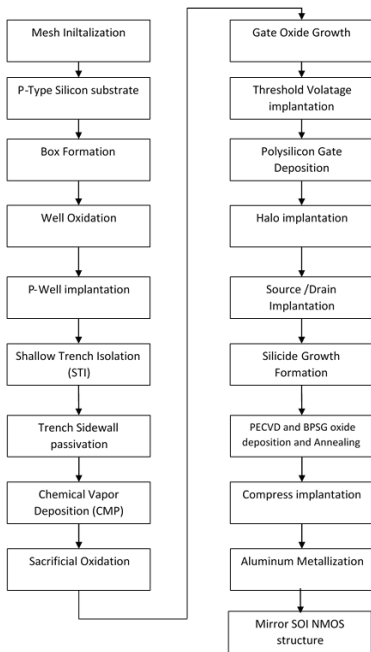 Mesh Iniltalization
P-Type Silicon substrate
Box Formation
Well Oxidation
P-Well implantation
Shallow Trench Isolation
(STI)
Trench Sidewall
passivation
Chemical Vapor
Deposition (CMP)
Sacrificial Oxidation
Gate Oxide Growth
Threshold Volatage
implantation
Polysilicon Gate
Deposition
Halo implantation
Source /Drain
Implantation
Silicide Growth
Formation
PECVD and BPSG oxide
deposition and Annealing
Compress implantation
Aluminum Metallization
Mirror SOI NMOS
structure